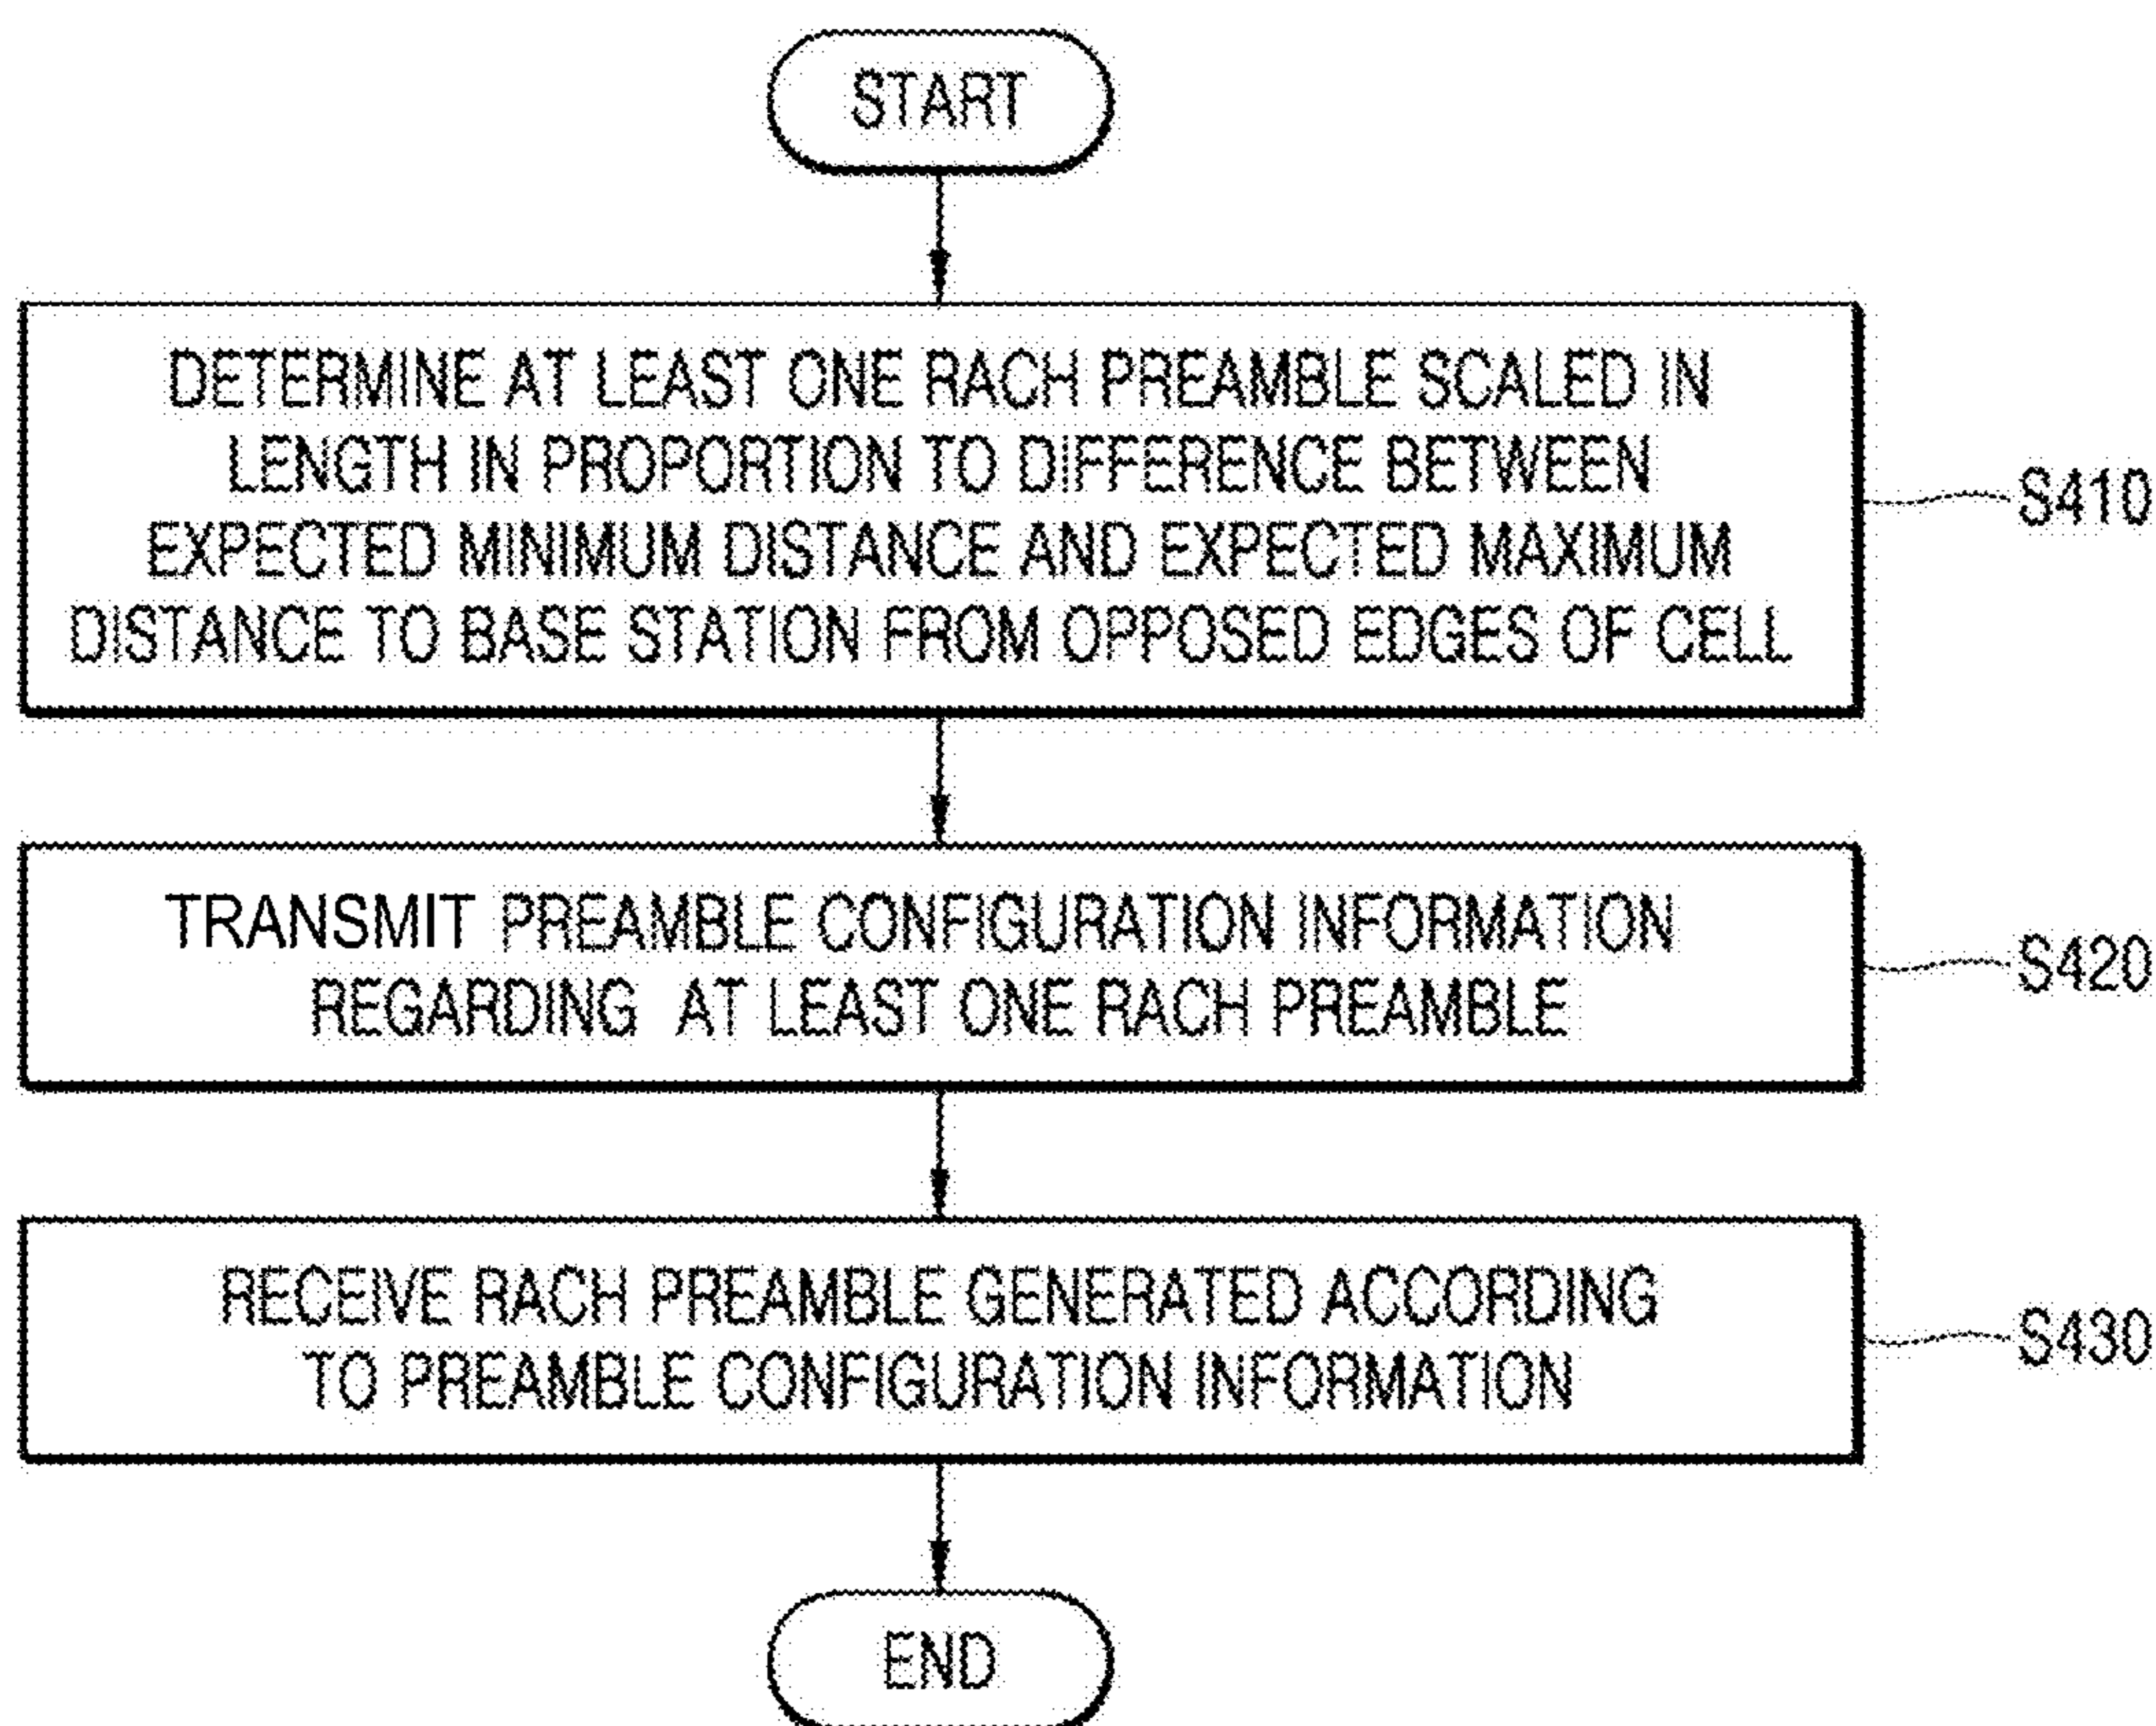 START
DETERMINE AT LEAST ONE RACH PREAMBLE SCALED IN
LENGTH IN PROPORTION TO DIFFERENCE BETWEEN
EXPECTED MINIMUM DISTANCE AND EXPECTED MAXIMUM
DISTANCE TO BASE STATION FROM OPPOSED EDGES OF CELL
S410
TRANSMIT PREAMBLE CONFIGURATION INFORMATION
REGARDING AT LEAST ONE RACH PREAMBLE
S420
RECEIVE RACH PREAMBLE GENERATED ACCORDING
TO PREAMBLE CONFIGURATION INFORMATION
S430
END